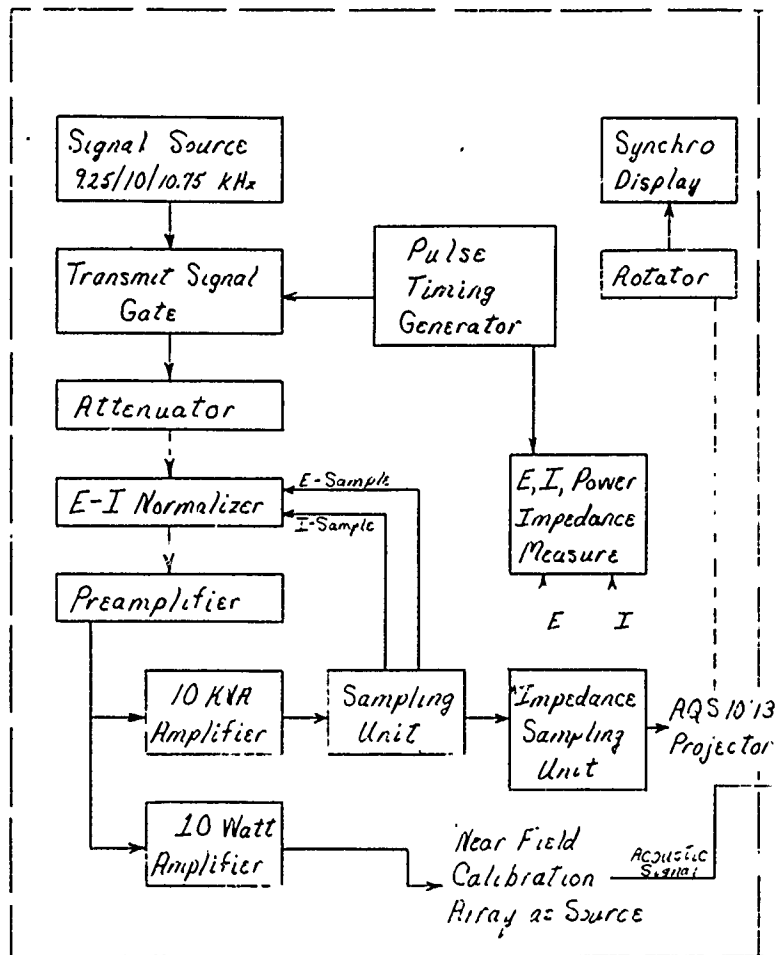 Signal Source
9.25/10/10.75 KHz
Synchro
Display
Transmit Signal
Gate
Pulse
Timing
Generator
Rotator
Attenuator
E-I Normalizer
E-Sample
I-Sample
E, I, Power
Impedance
Measure
E I
Preamplifier
10 KVA
Amplifier
Sampling
Unit
Impedance
Sampling
Unit
AQS 10 13
Projector
10 Watt
Amplifier
Near Field
Calibration
Array as Source
Acoustic
Signal